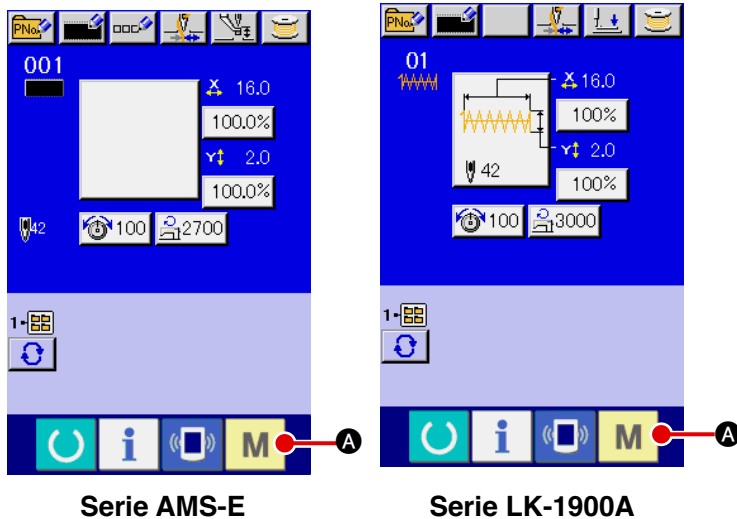 PNo.
001
X 16.0
100.0%
Y 2.0
100.0%
42
100
2700
1
i
M
A
Serie AMS-E
PNo.
01
X 16.0
100%
Y 2.0
42
100%
100
3000
1
i
M
A
Serie LK-1900A